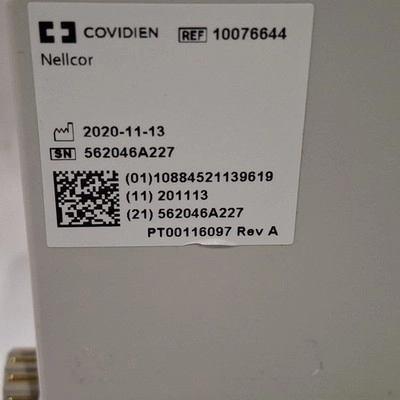 COVIDIEN REF 10076644
Nellcor
2020-11-13
SN 562046A227
(01)10884521139619
(11) 201113
(21) 562046A227
PT00116097 Rev A